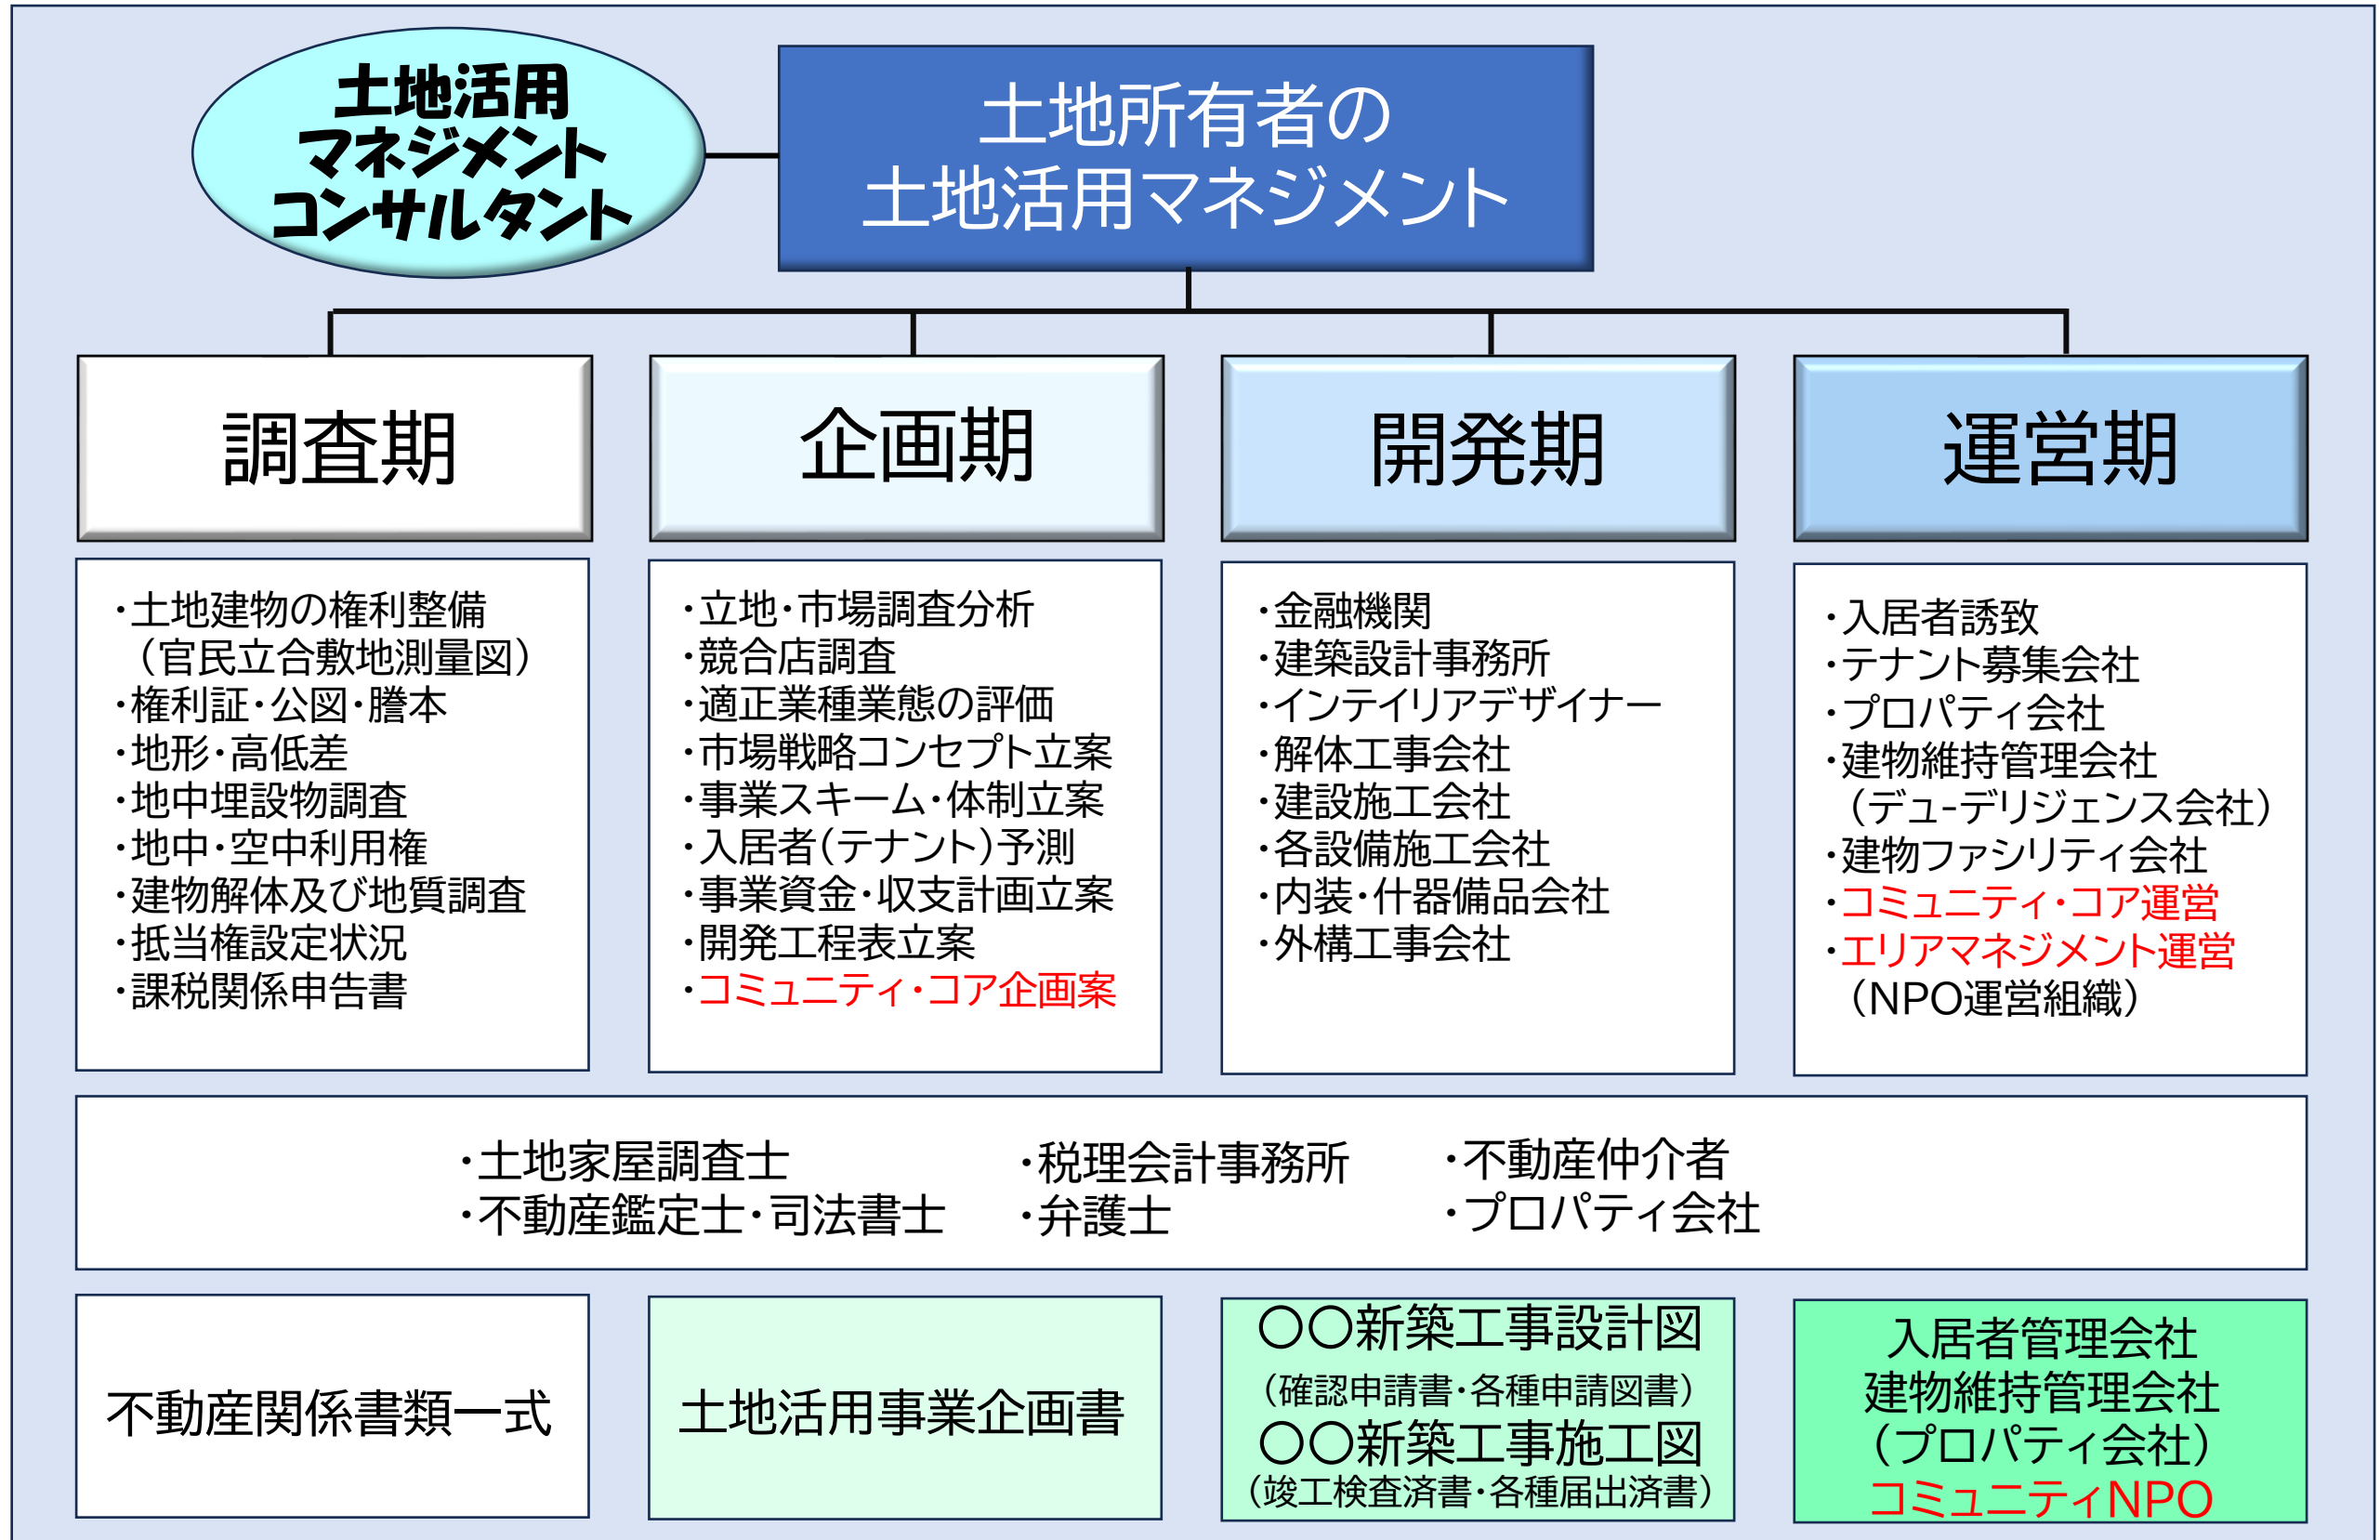 土地活用
マネジメント
コンサルタント
土地所有者の
土地活用マネジメント
調査期
企画期
開発期
運営期
・土地建物の権利整備
（官民立合敷地測量図）
・権利証・公図・謄本
・地形・高低差
・地中埋設物調査
・地中・空中利用権
・建物解体及び地質調査
・抵当権設定状況
・課税関係申告書
・立地・市場調査分析
・競合店調査
・適正業種業態の評価
・市場戦略コンセプト立案
・事業スキーム・体制立案
・入居者（テナント）予測
・事業資金・収支計画立案
・開発工程表立案
・コミュニティ・コア企画案
・金融機関
・建築設計事務所
・インテイリアデザイナー
・解体工事会社
・建設施工会社
・各設備施工会社
・内装・什器備品会社
・外構工事会社
・入居者誘致
・テナント募集会社
・プロパティ会社
・建物維持管理会社
（デュ-デリジェンス会社）
・建物ファシリティ会社
・コミュニティ・コア運営
・エリアマネジメント運営
（NPO運営組織）
・土地家屋調査士
・不動産鑑定士・司法書士
・税理会計事務所
・弁護士
・不動産仲介者
・プロパティ会社
不動産関係書類一式
土地活用事業企画書
〇〇新築工事設計図
（確認申請書・各種申請図書）
〇〇新築工事施工図
（竣工検査済書・各種届出済書）
入居者管理会社
建物維持管理会社
（プロパティ会社）
コミュニティNPO